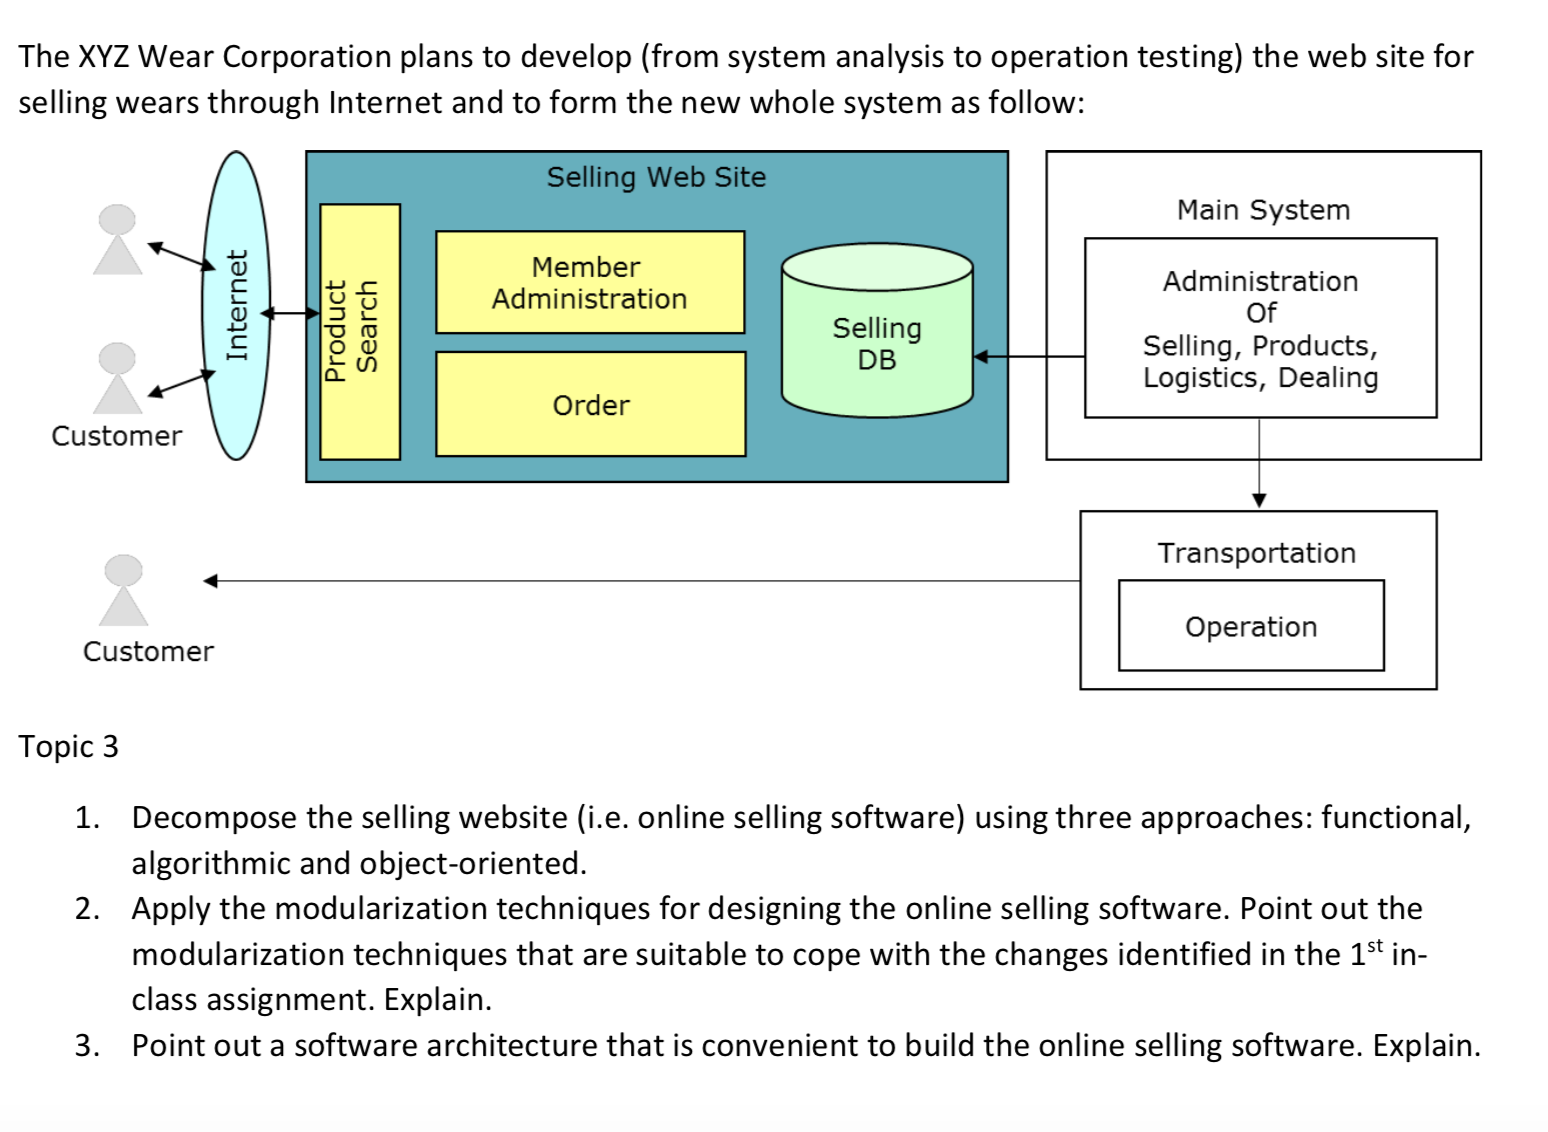 The XYZ Wear Corporation plans to develop (from system analysis to operation testing) the web site for
selling wears through Internet and to form the new whole system as follow:
Selling Web Site
Internet
Product
Search
Member
Administration
Order
Selling
DB
Main System
Administration
Of
Selling, Products,
Logistics, Dealing
Customer
Transportation
Operation
Customer
Topic 3
1. Decompose the selling website (i.e. online selling software) using three approaches: functional,
algorithmic and object-oriented.
2. Apply the modularization techniques for designing the online selling software. Point out the
modularization techniques that are suitable to cope with the changes identified in the 1st in-
class assignment. Explain.
3. Point out a software architecture that is convenient to build the online selling software. Explain.